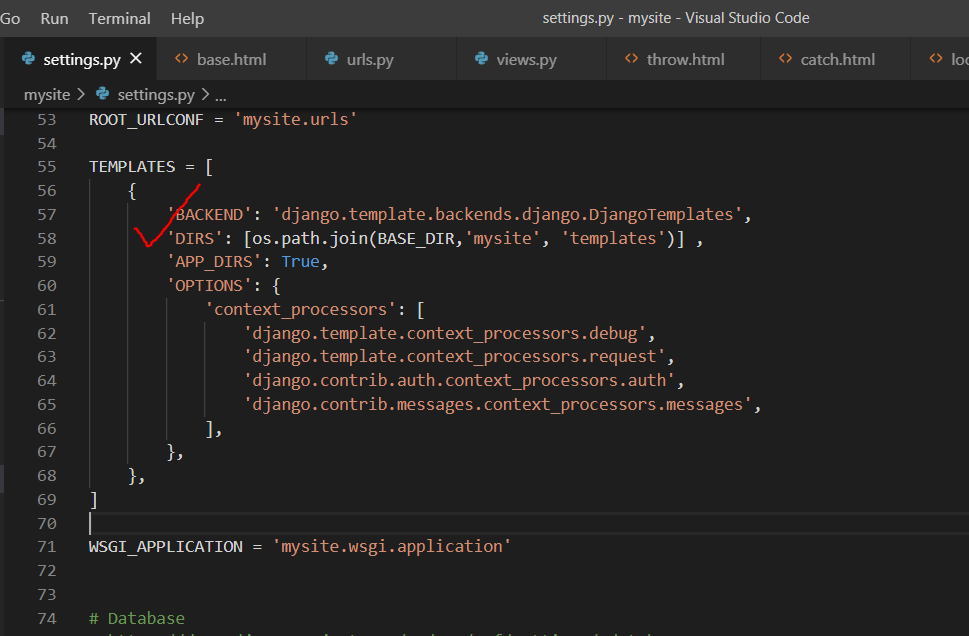 Go Run Terminal Help settings.py - mysite - Visual Studio Code
settings.py base.html urls.py views.py throw.html catch.html
mysite > settings.py > ...
53 ROOT_URLCONF = 'mysite.urls'
54
55 TEMPLATES = [
56 {
57 'BACKEND': 'django.template.backends.django.DjangoTemplates',
58 'DIRS': [os.path.join(BASE_DIR,'mysite', 'templates')] ,
59 'APP_DIRS': True,
60 'OPTIONS': {
61 'context_processors': [
62 'django.template.context_processors.debug',
63 'django.template.context_processors.request',
64 'django.contrib.auth.context_processors.auth',
65 'django.contrib.messages.context_processors.messages',
66 ],
67 },
68 },
69 ]
70
71 WSGI_APPLICATION = 'mysite.wsgi.application'
72
73
74 # Database